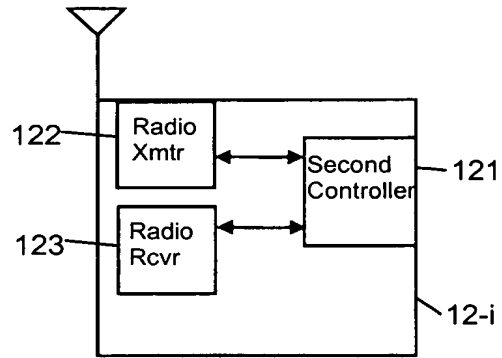 122
Radio
Xmtr
Second
Controller
121
123
Radio
Rcvr
12-i